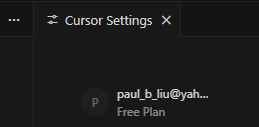 ··· Cursor Settings ×
P
paul_b_liu@yah...
Free Plan